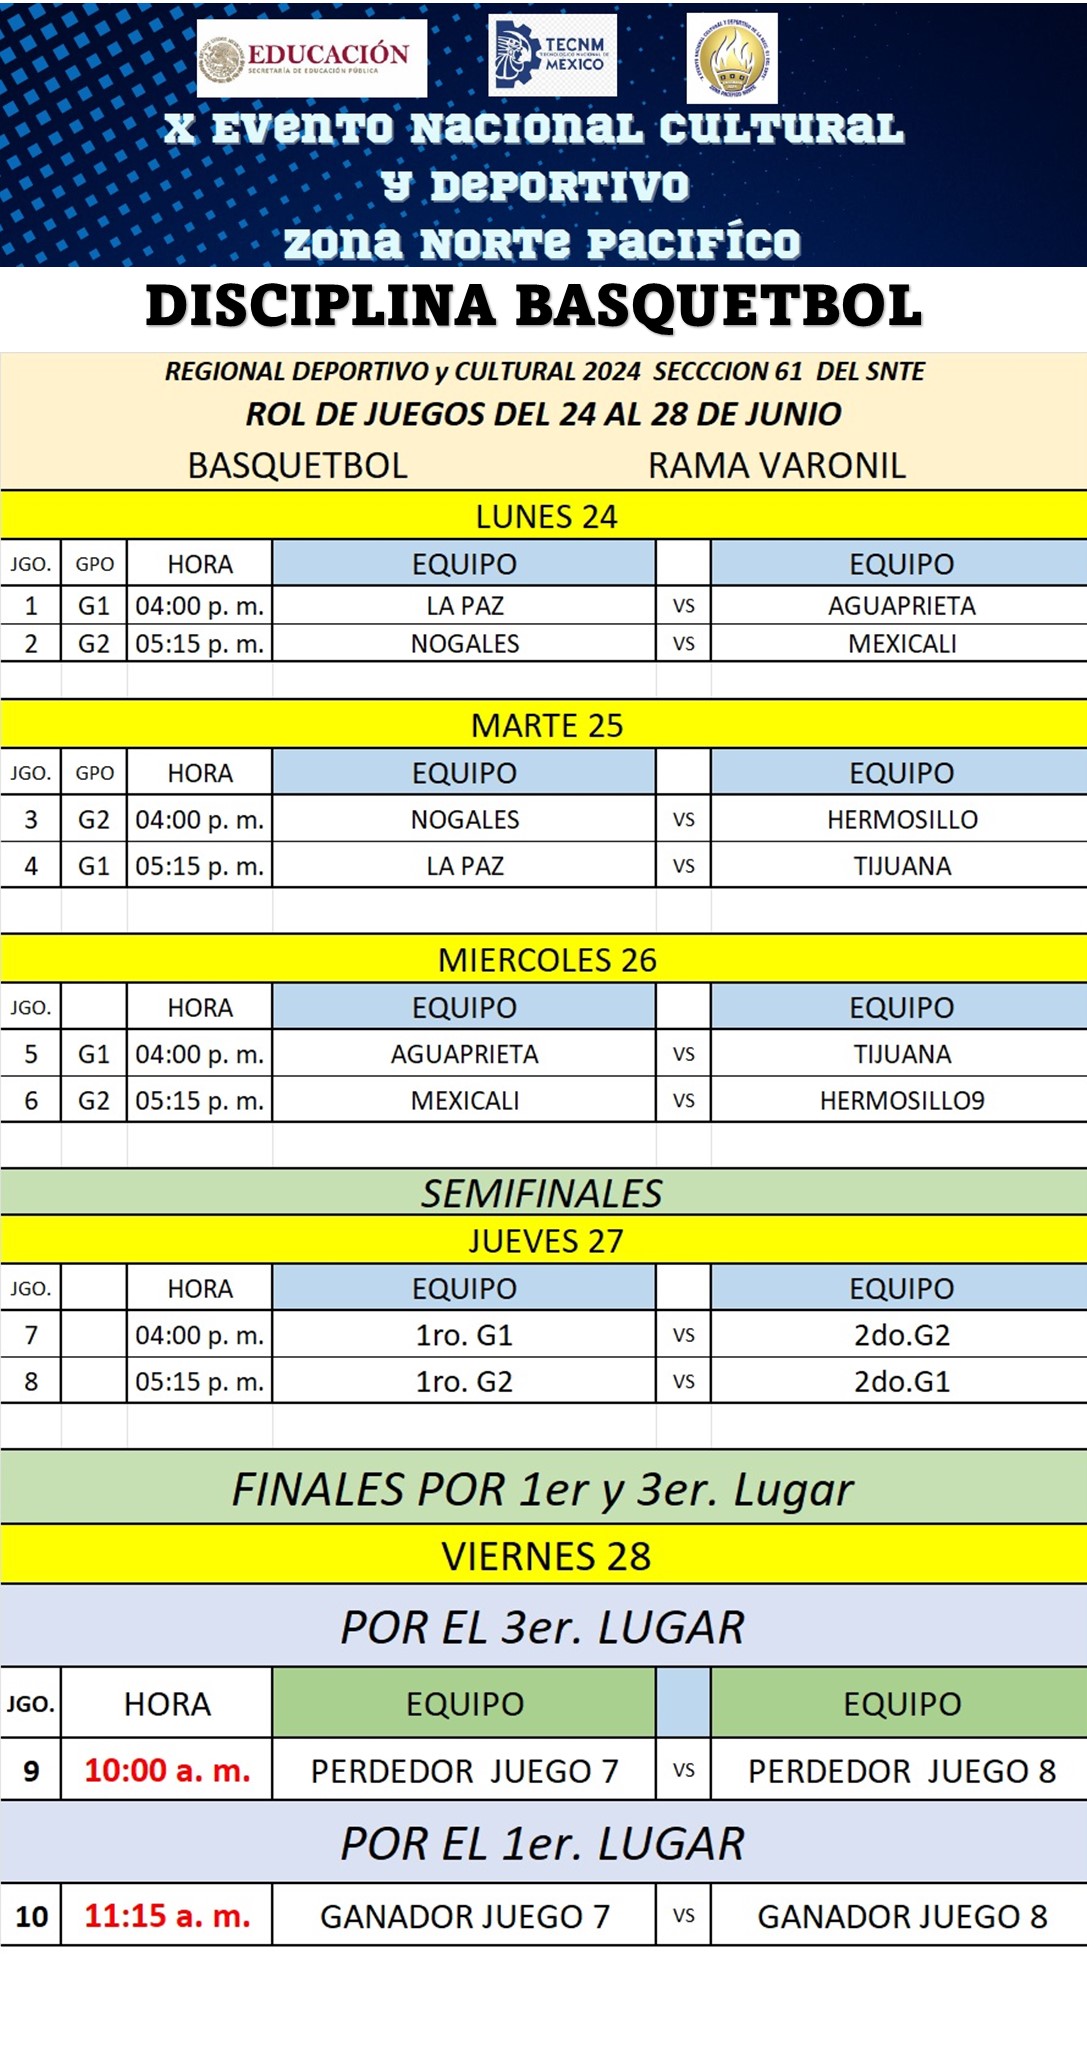 EDUCACIÓN
SECRETARÍA DE EDUCACIÓN PÚBLICA
TECNM
TECNOLÓGICO NACIONAL DE
MEXICO
X EVENTO NACIONAL CULTURAL
Y DEPORTIVO
ZONA NORTE PACIFÍCO
DISCIPLINA BASQUETBOL
REGIONAL DEPORTIVO y CULTURAL 2024 SECCCION 61 DEL SNTE
ROL DE JUEGOS DEL 24 AL 28 DE JUNIO
BASQUETBOL RAMA VARONIL
LUNES 24
JGO. GPO HORA EQUIPO EQUIPO
1 G1 04:00 p. m. LA PAZ VS AGUAPRIETA
2 G2 05:15 p. m. NOGALES VS MEXICALI
MARTE 25
JGO. GPO HORA EQUIPO EQUIPO
3 G2 04:00 p. m. NOGALES VS HERMOSILLO
4 G1 05:15 p. m. LA PAZ VS TIJUANA
MIERCOLES 26
JGO. HORA EQUIPO EQUIPO
5 G1 04:00 p. m. AGUAPRIETA VS TIJUANA
6 G2 05:15 p. m. MEXICALI VS HERMOSILLO9
SEMIFINALES
JUEVES 27
JGO. HORA EQUIPO EQUIPO
7 04:00 p. m. 1ro. G1 VS 2do.G2
8 05:15 p. m. 1ro. G2 VS 2do.G1
FINALES POR 1er y 3er. Lugar
VIERNES 28
POR EL 3er. LUGAR
JGO. HORA EQUIPO EQUIPO
9 10:00 a. m. PERDEDOR JUEGO 7 VS PERDEDOR JUEGO 8
POR EL 1er. LUGAR
10 11:15 a. m. GANADOR JUEGO 7 VS GANADOR JUEGO 8